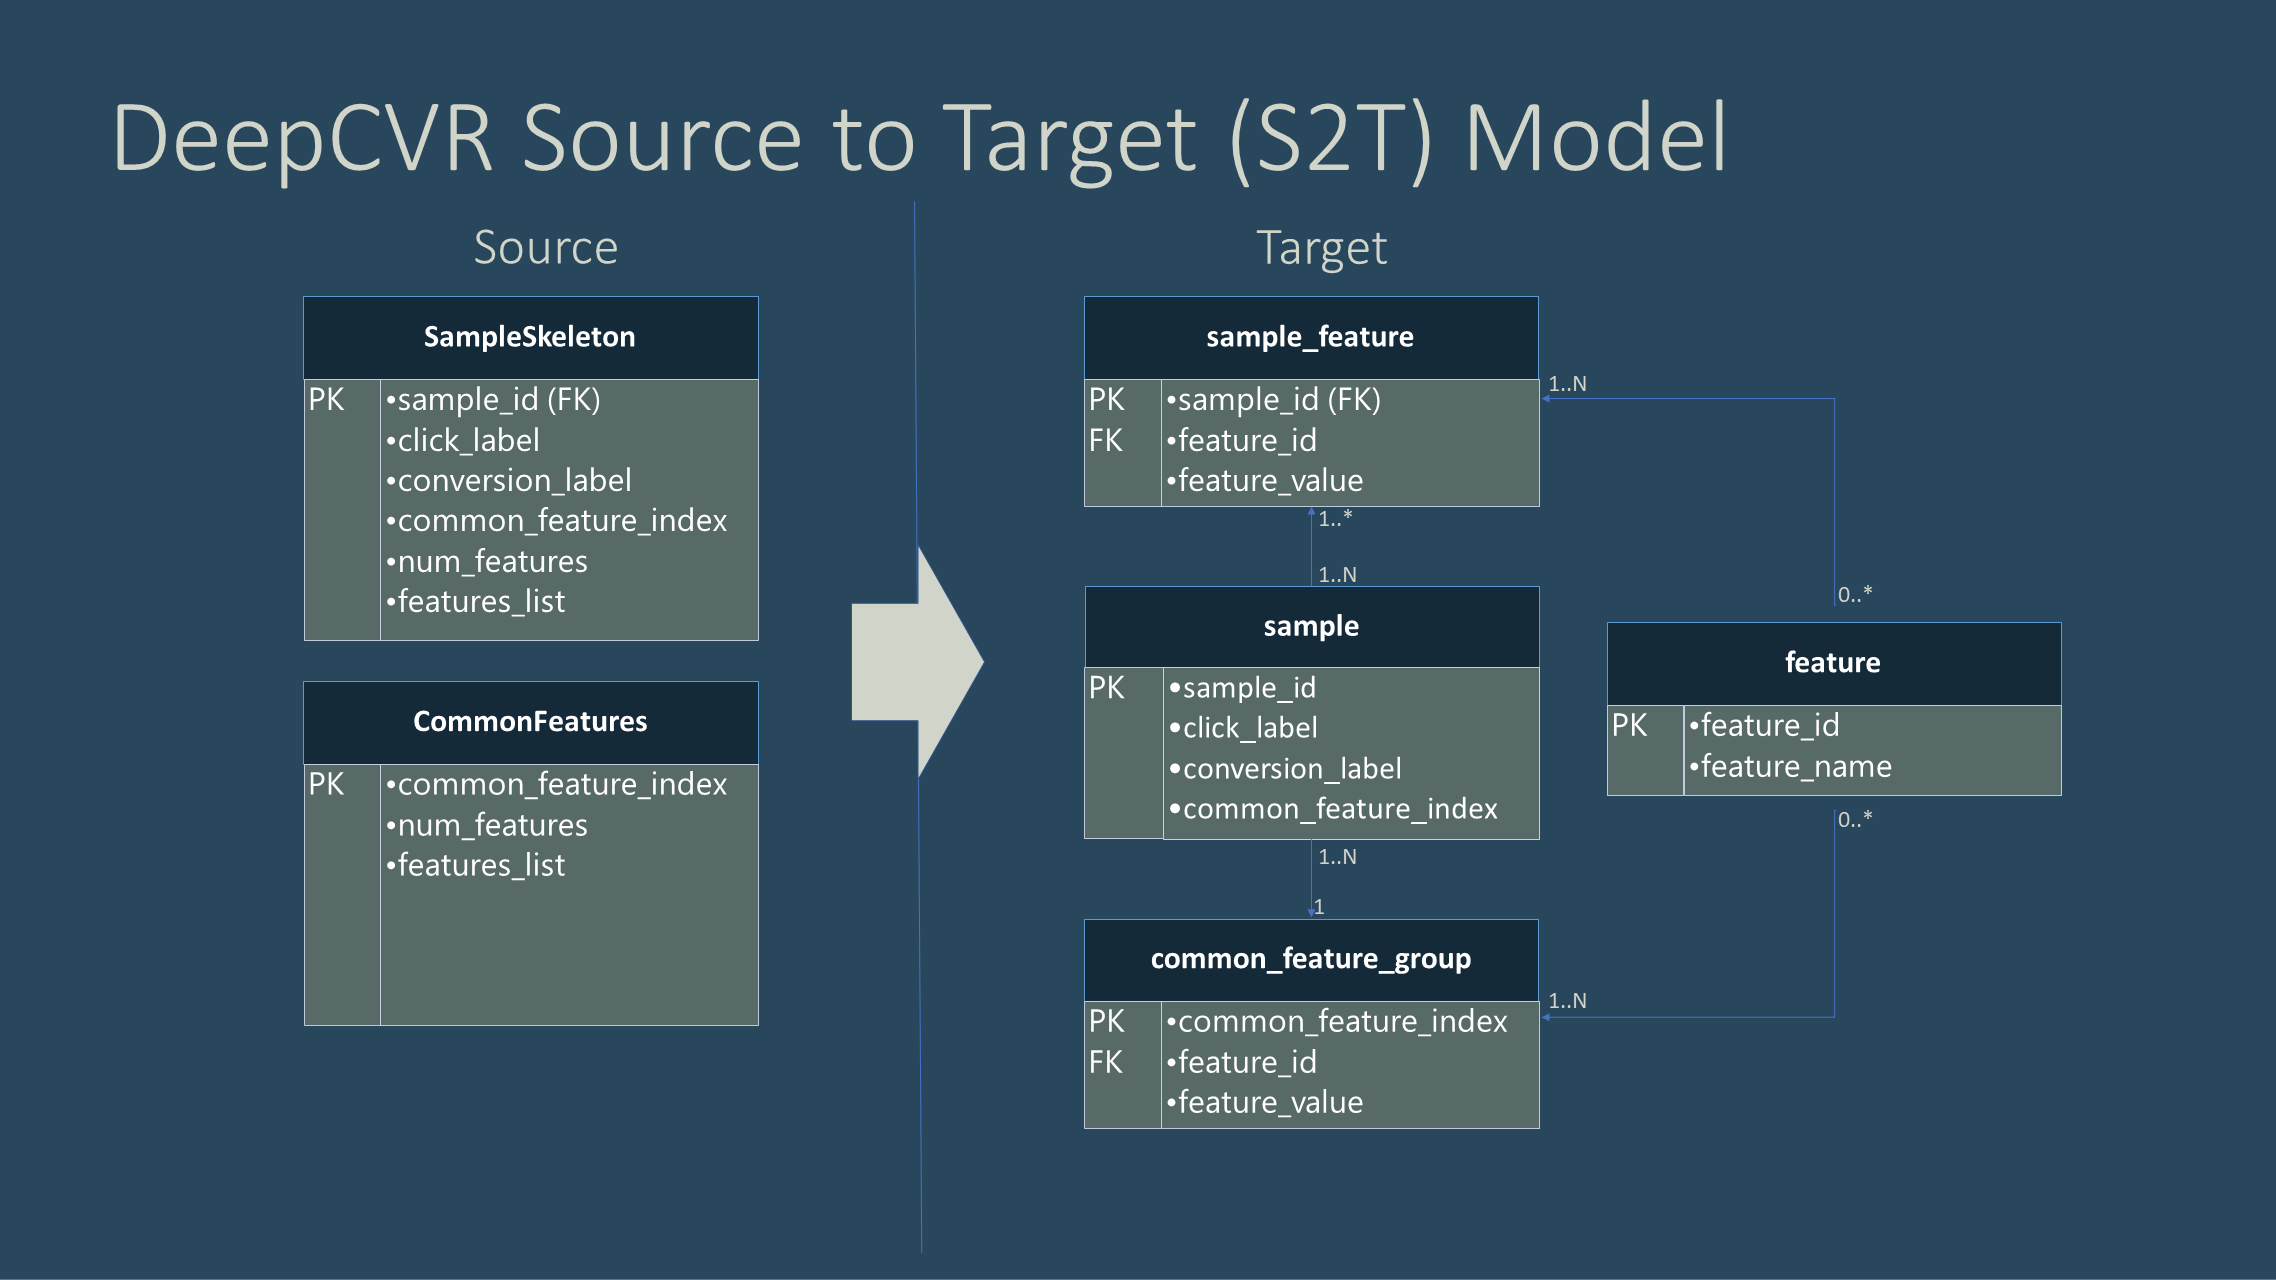 DeepCVR Source to Target (S2T) Model
Source
SampleSkeleton
PK •sample_id (FK)
•click_label
•conversion_label
•common_feature_index
•num_features
•features_list
CommonFeatures
PK •common_feature_index
•num_features
•features_list
Target
sample_feature
PK •sample_id (FK)
FK •feature_id
•feature_value
1..N
1..*
1..N
sample
PK •sample_id
•click_label
•conversion_label
•common_feature_index
1..N
1
common_feature_group
PK •common_feature_index
FK •feature_id
•feature_value
0..*
feature
PK •feature_id
•feature_name
0..*
1..N